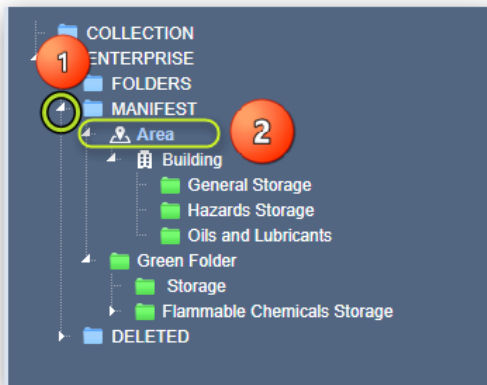 COLLECTION
1 ENTERPRISE
FOLDERS
MANIFEST
Area 2
Building
General Storage
Hazards Storage
Oils and Lubricants
Green Folder
Storage
Flammable Chemicals Storage
DELETED